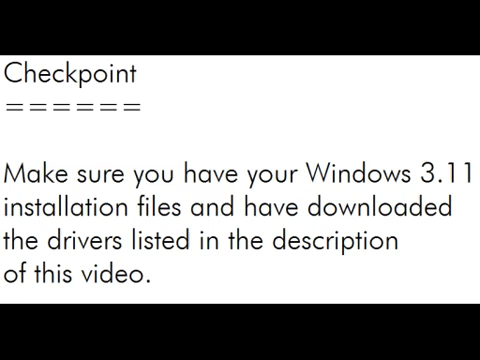 Checkpoint
======
Make sure you have your Windows 3.11
installation files and have downloaded
the drivers listed in the description
of this video.